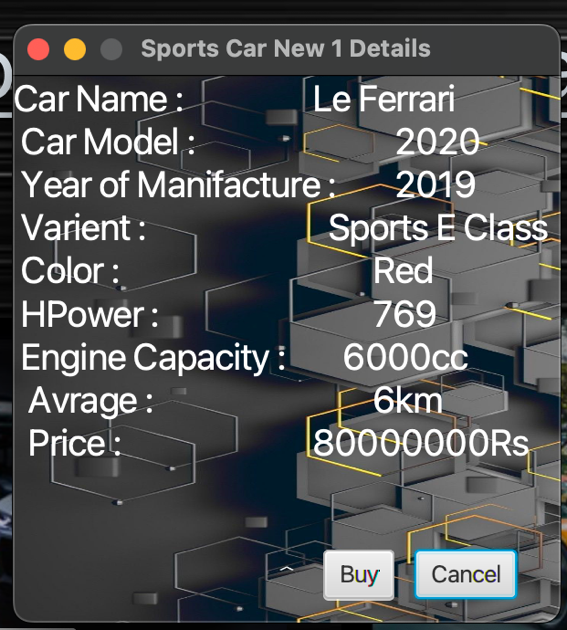 Sports Car New 1 Details
Car Name : Le Ferrari
Car Model : 2020
Year of Manifacture : 2019
Varient : Sports E Class
Color : Red
HPower : 769
Engine Capacity : 6000cc
Avrage : 6km
Price : 80000000Rs
Buy Cancel